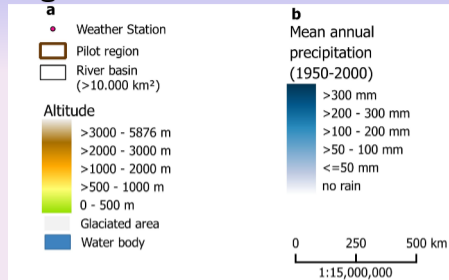 a
Weather Station
Pilot region
River basin
(>10.000 km²)
Altitude
>3000 - 5876 m
>2000 - 3000 m
>1000 - 2000 m
>500 - 1000 m
0 - 500 m
Glaciated area
Water body
b
Mean annual
precipitation
(1950-2000)
>300 mm
>200 - 300 mm
>100 - 200 mm
>50 - 100 mm
<=50 mm
no rain
0 250 500 km
1:15,000,000